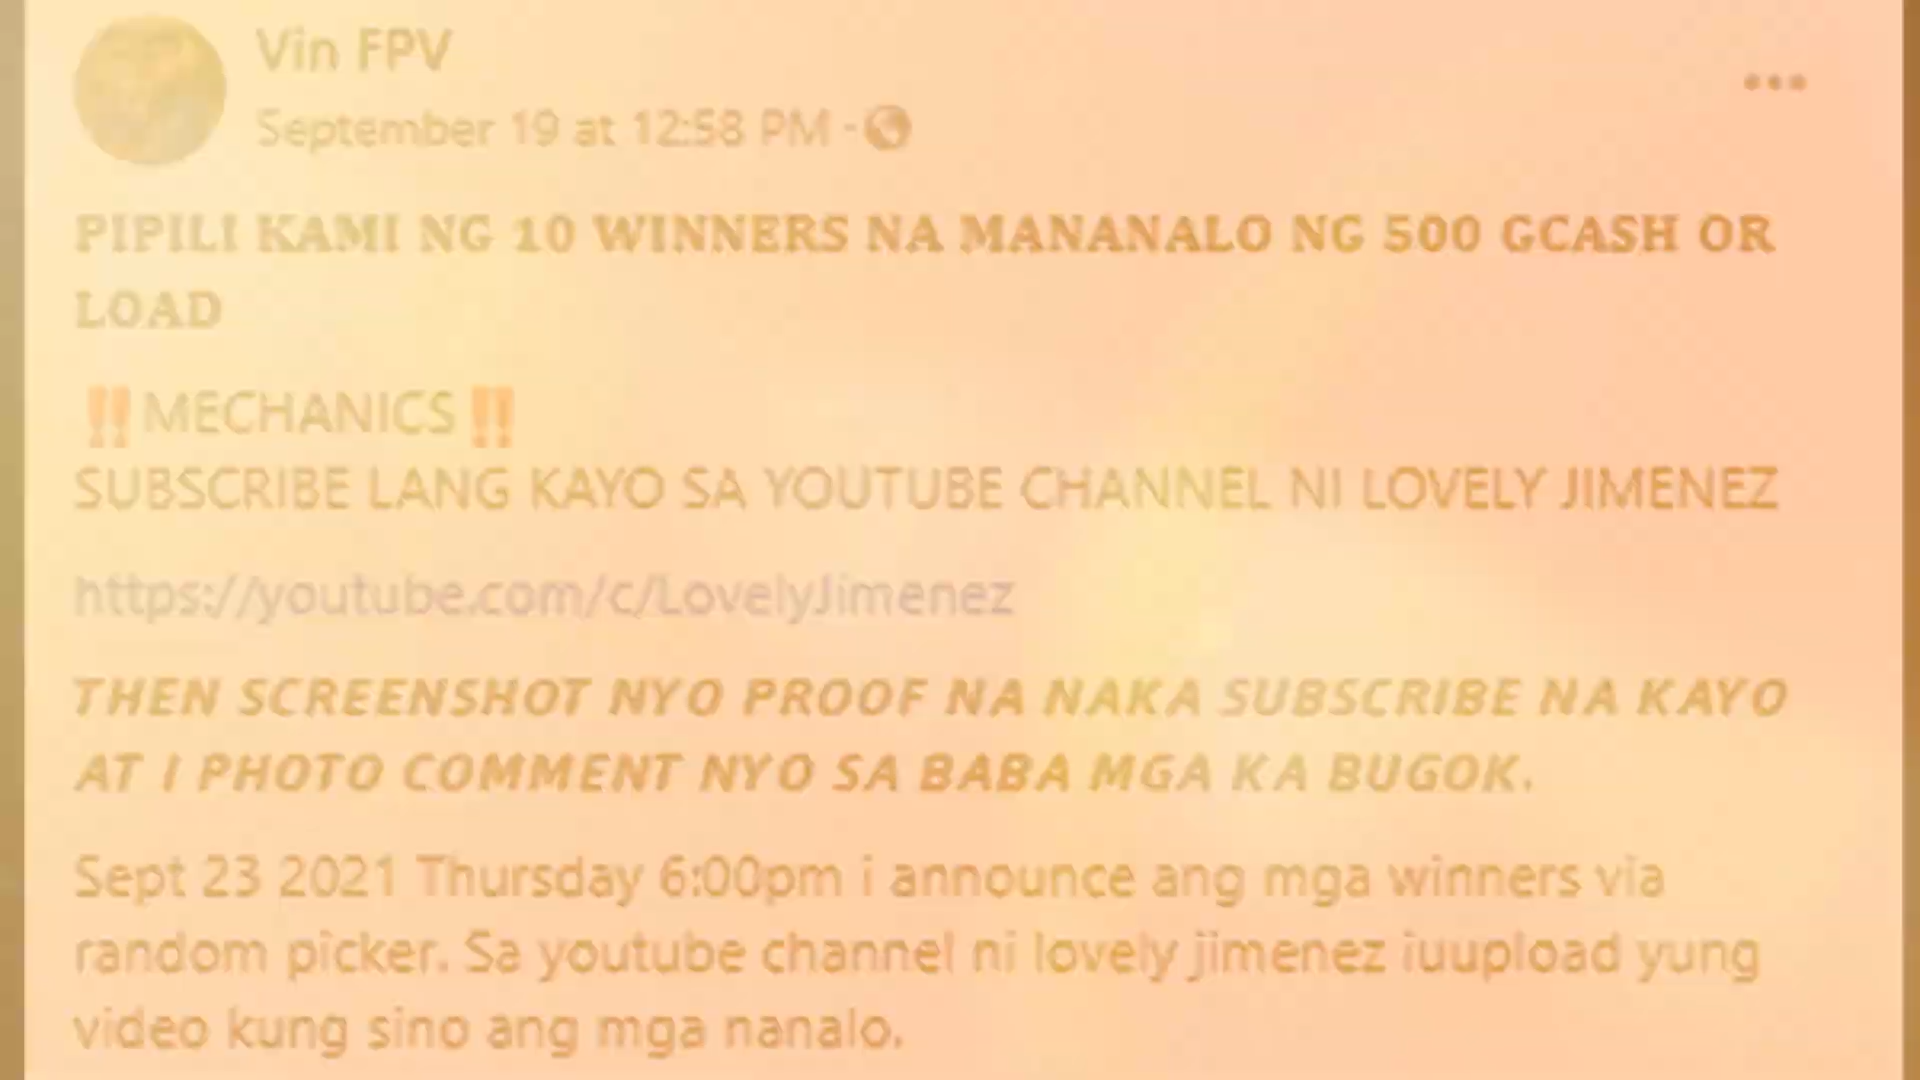 Vin FPV
September 19 at 12:58 PM ·
PIPILI KAMI NG 10 WINNERS NA MANANALO NG 500 GCASH OR
LOAD
‼️MECHANICS‼️
SUBSCRIBE LANG KAYO SA YOUTUBE CHANNEL NI LOVELY JIMENEZ
https://youtube.com/c/LovelyJimenez
THEN SCREENSHOT NYO PROOF NA NAKA SUBSCRIBE NA KAYO
AT I PHOTO COMMENT NYO SA BABA MGA KA BUGOK.
Sept 23 2021 Thursday 6:00pm i announce ang mga winners via
random picker. Sa youtube channel ni lovely jimenez iuupload yung
video kung sino ang mga nanalo.